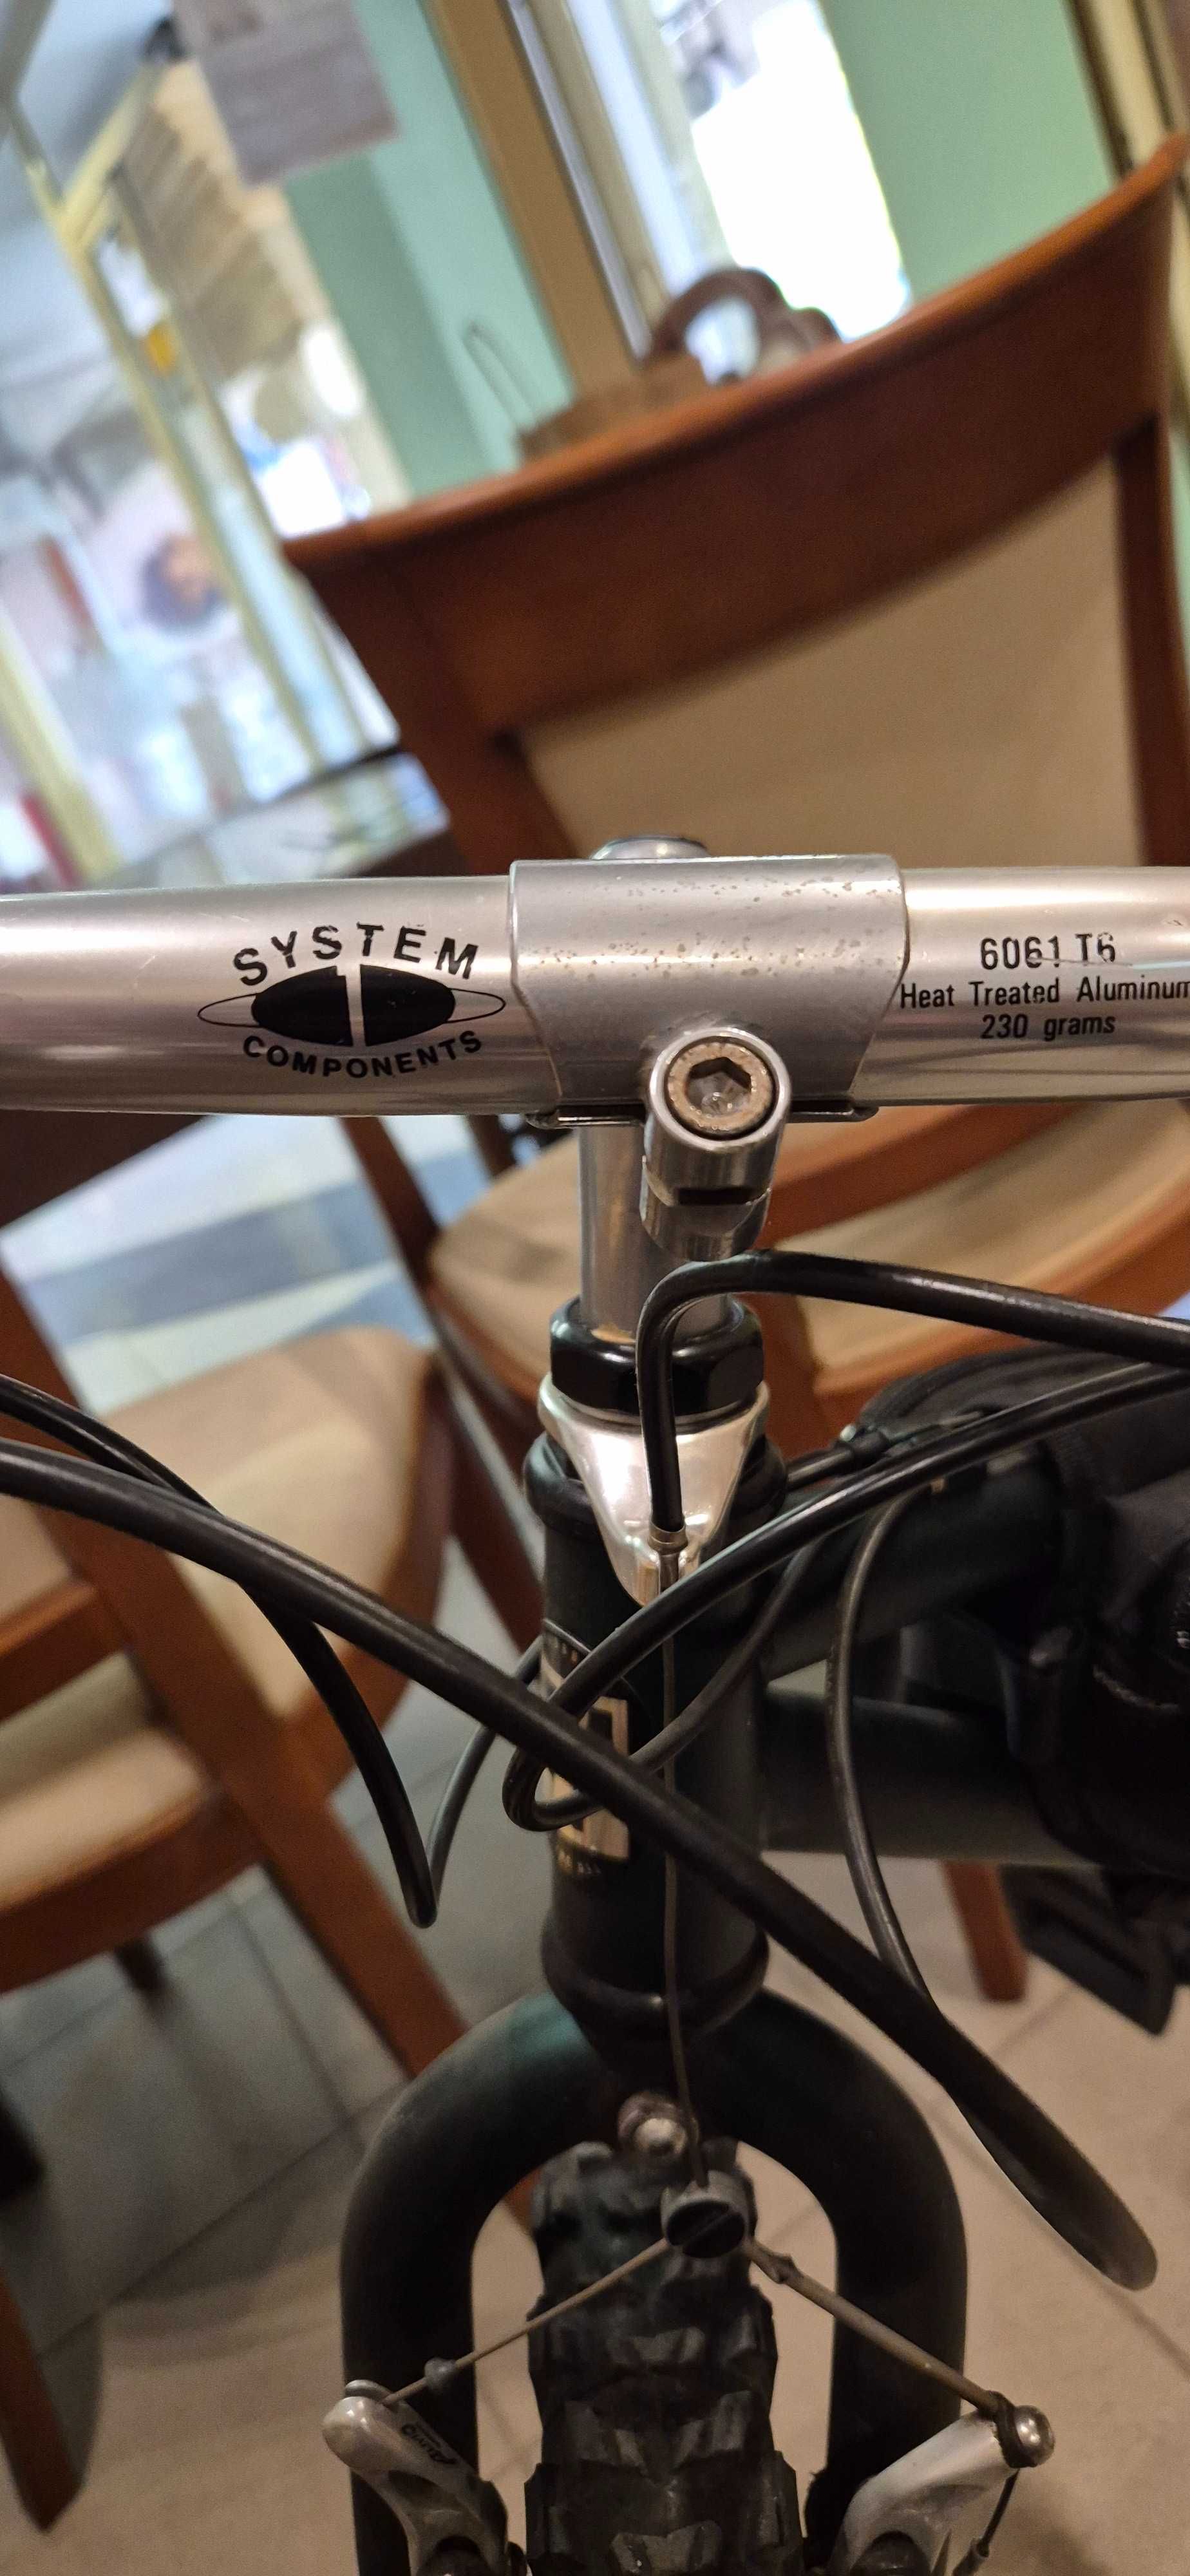 SYSTEM
COMPONENTS
6061 T6
Heat Treated Aluminum
230 grams